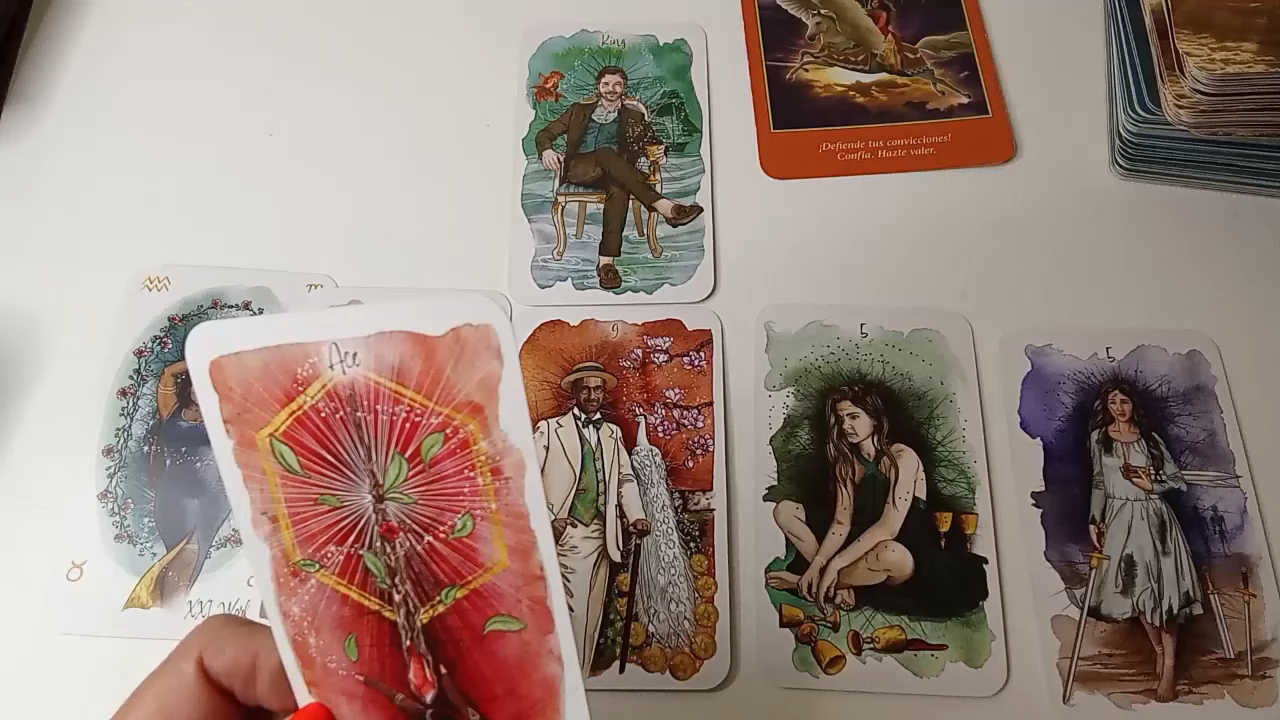 King
¡Defiende tus convicciones!
Confía. Hazte valer.
Ace
9
5
5
XXI World